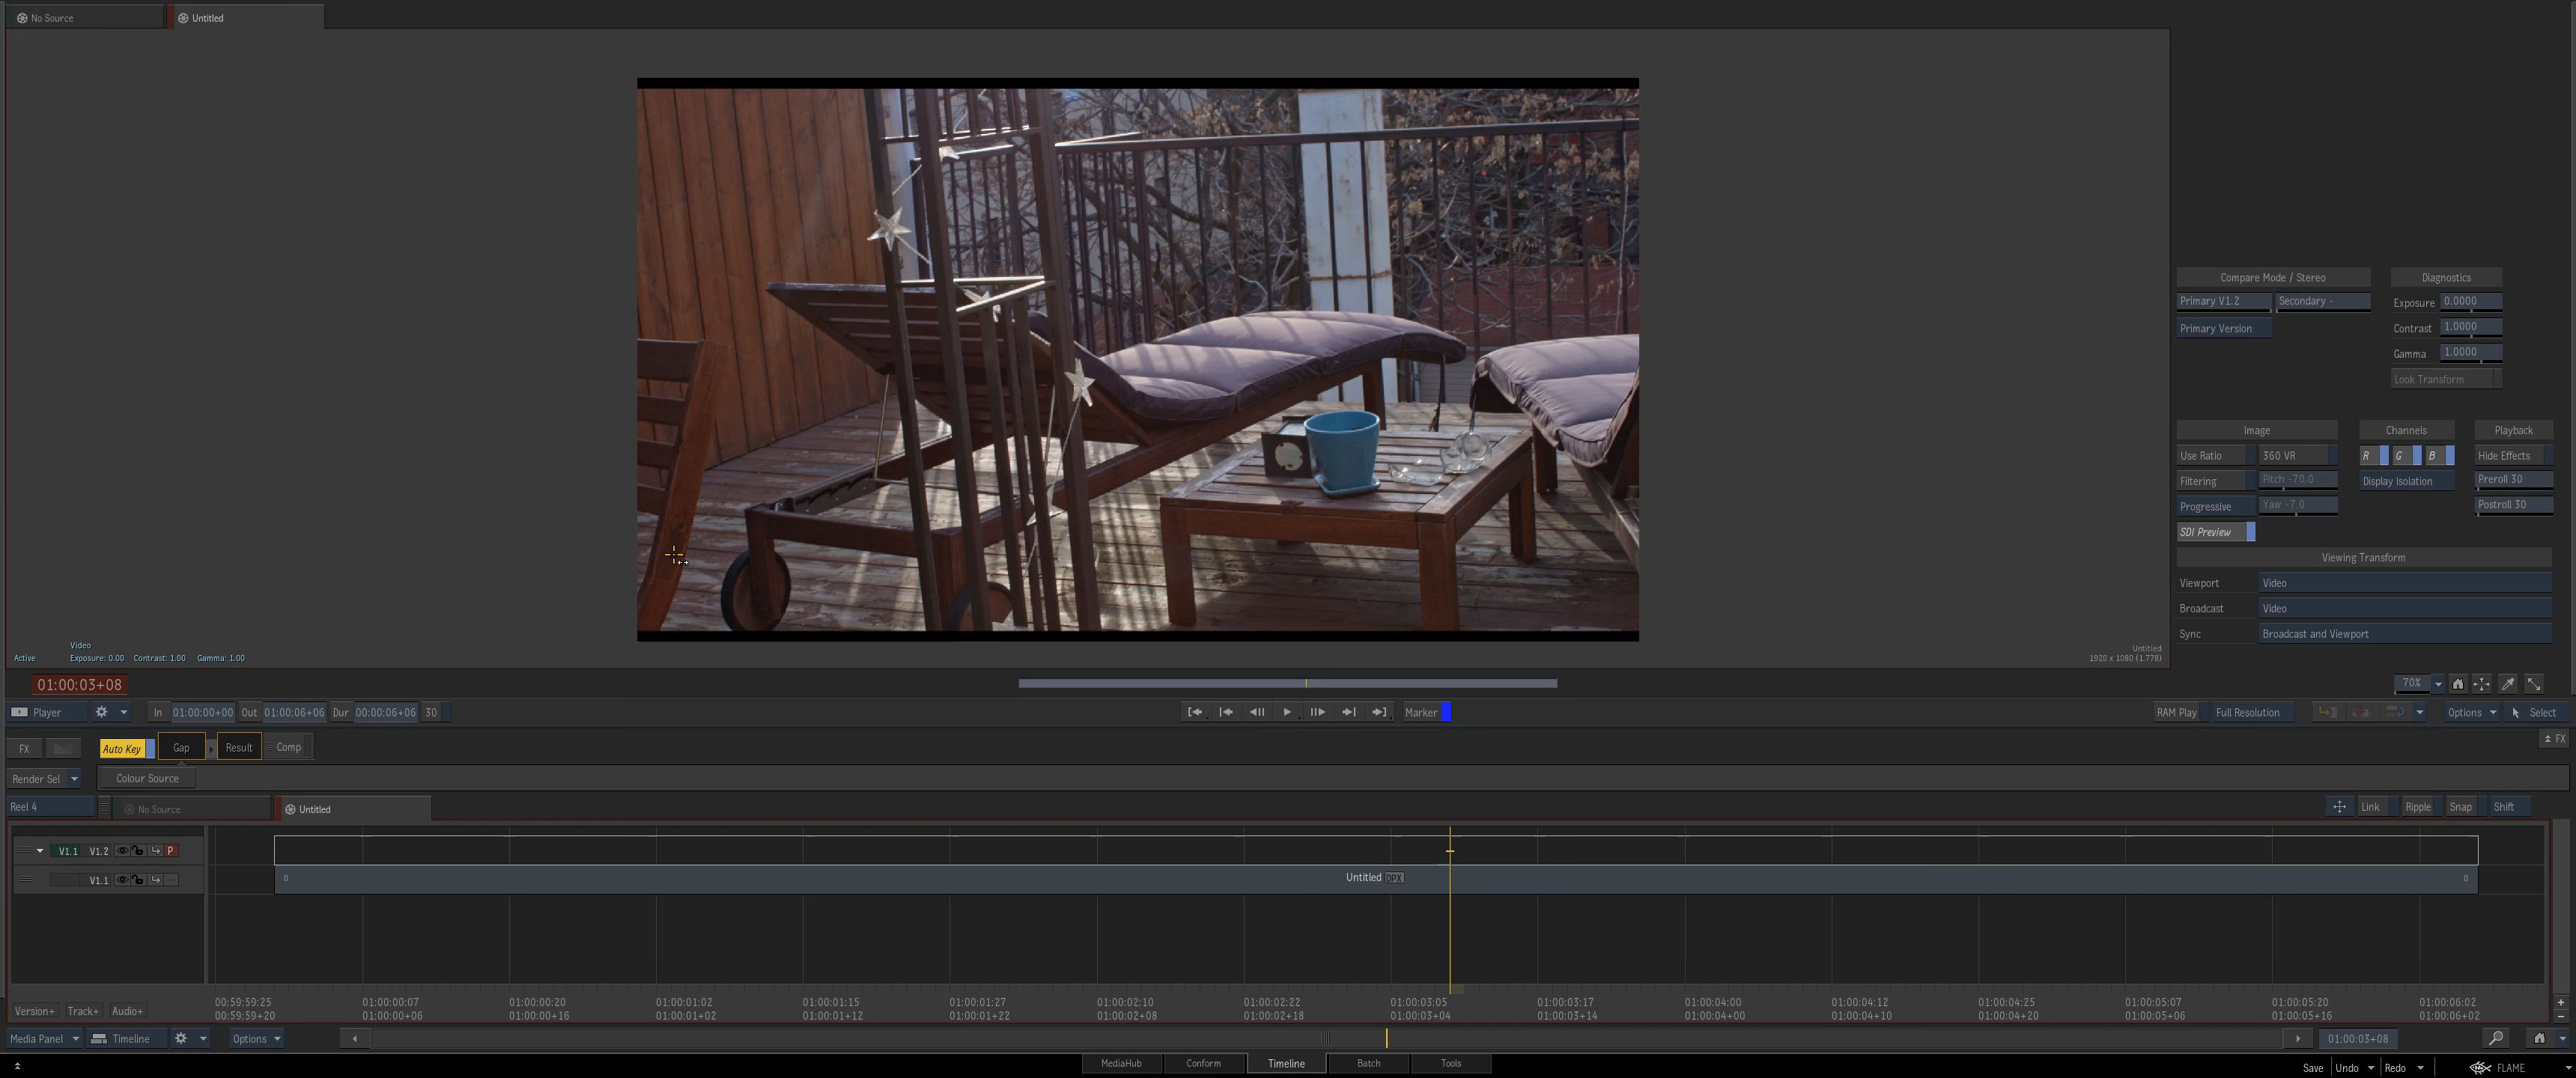 No Source
Untitled
Compare Mode / Stereo
Diagnostics
Primary V1.2
Secondary -
Exposure
0.0000
Primary Version
Contrast
1.0000
Gamma
1.0000
Look Transform
Image
Channels
Playback
Use Ratio
360 VR
R
G
B
Hide Effects
Filtering
Pitch -70.0
Display Isolation
Preroll 30
Progressive
Yaw -7.0
Postroll 30
SDI Preview
Viewing Transform
Viewport
Video
Broadcast
Video
Sync
Broadcast and Viewport
Video
Active
Exposure: 0.00
Contrast: 1.00
Gamma: 1.00
Untitled
1920 x 1080 (1.778)
01:00:03+08
70%
Player
In
01:00:00+00
Out
01:00:06+06
Dur
00:00:06+06
30
Marker
RAM Play
Full Resolution
Options
Select
FX
Auto Key
Gap
Result
Comp
FX
Render Sel
Colour Source
Reel 4
No Source
Untitled
Link
Ripple
Snap
Shift
V1.1
V1.2
P
V1.1
0
Untitled
DPX
0
00:59:59:25
01:00:00:07
01:00:00:20
01:00:01:02
01:00:01:15
01:00:01:27
01:00:02:10
01:00:02:22
01:00:03:05
01:00:03:17
01:00:04:00
01:00:04:12
01:00:04:25
01:00:05:07
01:00:05:20
01:00:06:02
Version+
Track+
Audio+
00:59:59+20
01:00:00+06
01:00:00+16
01:00:01+02
01:00:01+12
01:00:01+22
01:00:02+08
01:00:02+18
01:00:03+04
01:00:03+14
01:00:04+00
01:00:04+10
01:00:04+20
01:00:05+06
01:00:05+16
01:00:06+02
Media Panel
Timeline
Options
01:00:03+08
MediaHub
Conform
Timeline
Batch
Tools
Save
Undo
Redo
FLAME